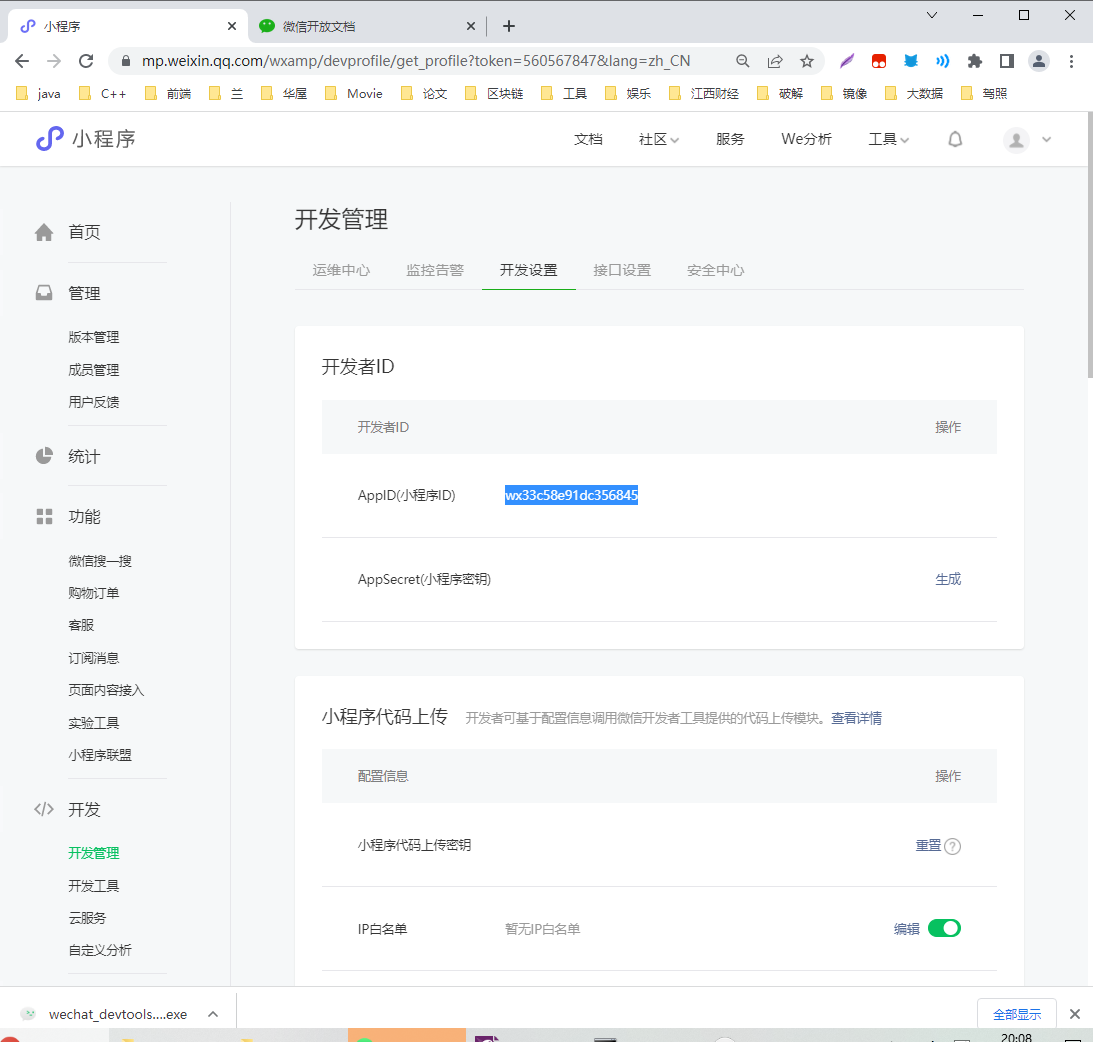 小程序
微信开放文档
mp.weixin.qq.com/wxamp/devprofile/get_profile?token=560567847&lang=zh_CN
java C++ 前端 兰 华屋 Movie 论文 区块链 工具 娱乐 江西财经 破解 镜像 大数据 驾照
小程序 文档 社区 服务 We分析 工具
首页
管理
版本管理
成员管理
用户反馈
统计
功能
微信搜一搜
购物订单
客服
订阅消息
页面内容接入
实验工具
小程序联盟
开发
开发管理
开发工具
云服务
自定义分析
开发管理
运维中心 监控告警 开发设置 接口设置 安全中心
开发者ID
开发者ID 操作
AppID(小程序ID) wx33c58e91dc356845
AppSecret(小程序密钥) 生成
小程序代码上传 开发者可基于配置信息调用微信开发者工具提供的代码上传模块。查看详情
配置信息 操作
小程序代码上传密钥 重置 ?
IP白名单 暂无IP白名单 编辑
wechat_devtools....exe 全部显示
20:08